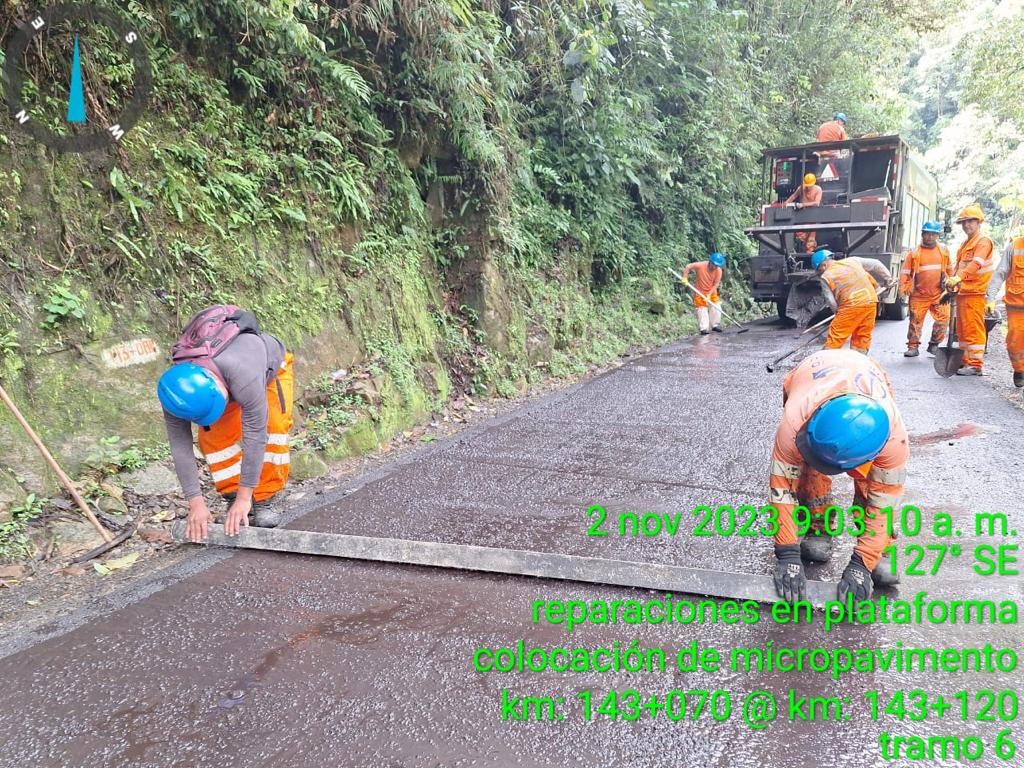 N
E
S
W
2 nov 2023 9:03:10 a. m.
127° SE
reparaciones en plataforma
colocación de micropavimento
km: 143+070 @ km: 143+120
tramo 6